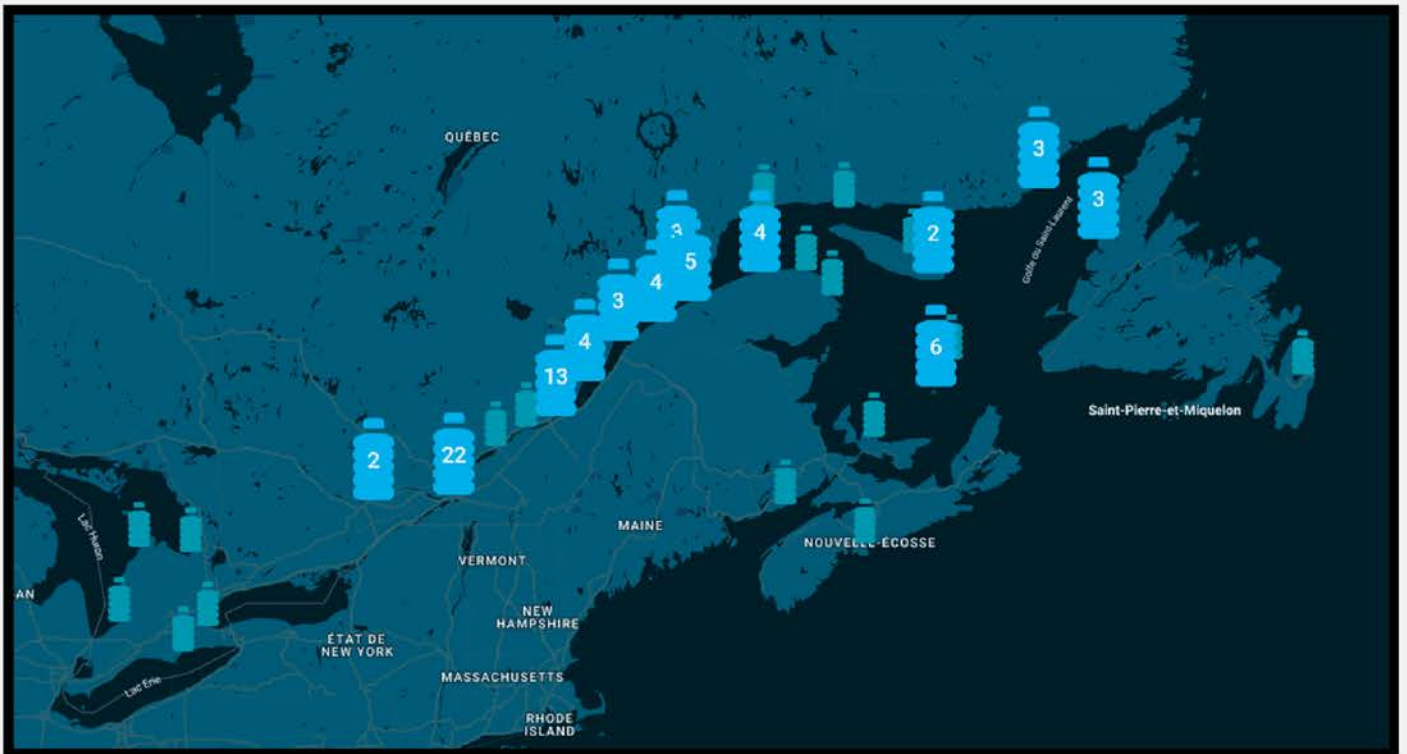 QUÉBEC
3
3
3
4
2
5
4
3
4
6
13
Golfe du Saint Laurent
Saint-Pierre-et-Miquelon
2
22
Lac Huron
MAINE
NOUVELLE-ÉCOSSE
VERMONT
AN
NEW
HAMPSHIRE
ÉTAT DE
NEW YORK
MASSACHUSETTS
Lac Érie
RHODE
ISLAND